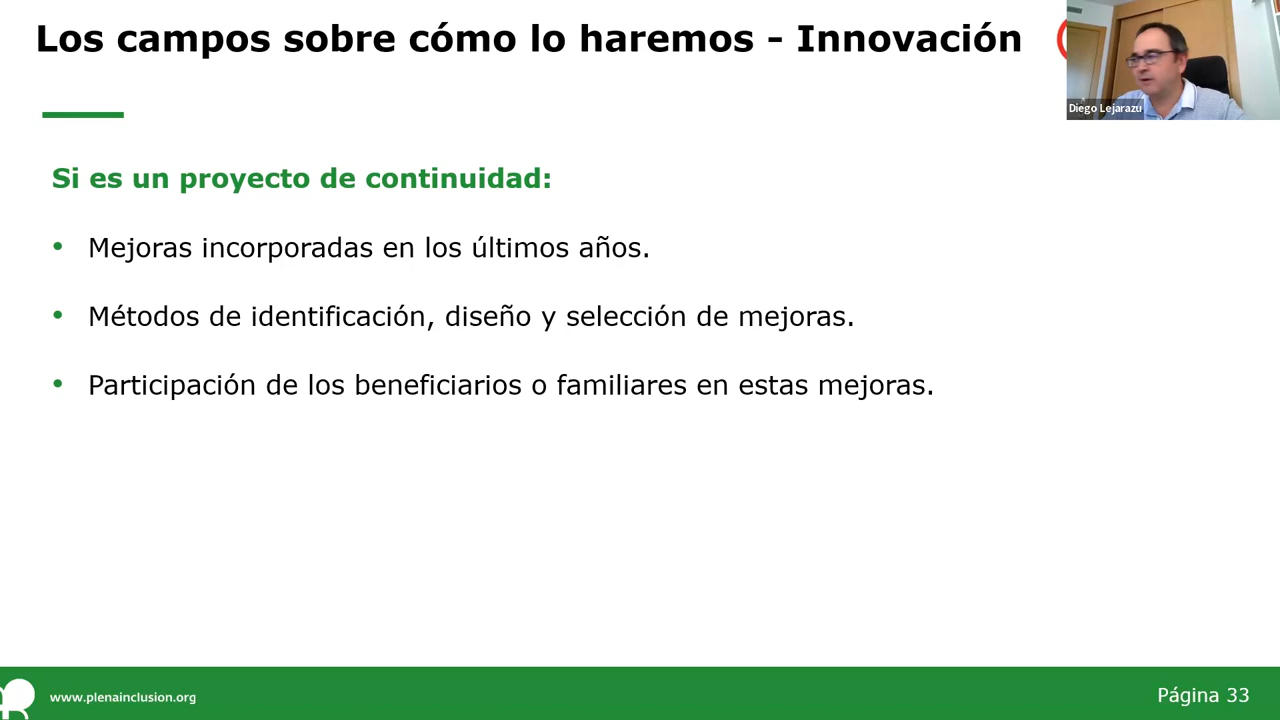 Los campos sobre cómo lo haremos - Innovación
Diego Lejarazu
Si es un proyecto de continuidad:
• Mejoras incorporadas en los últimos años.
• Métodos de identificación, diseño y selección de mejoras.
• Participación de los beneficiarios o familiares en estas mejoras.
www.plenainclusion.org
Página 33